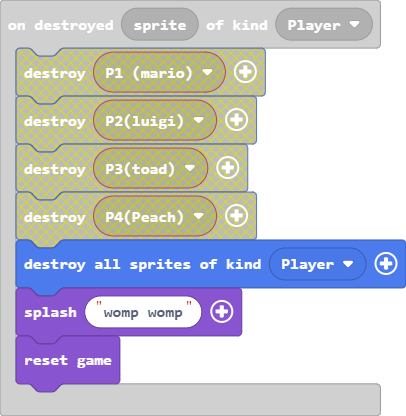 on destroyed sprite of kind Player
destroy P1 (mario)
destroy P2(luigi)
destroy P3(toad)
destroy P4(Peach)
destroy all sprites of kind Player
splash "womp womp"
reset game